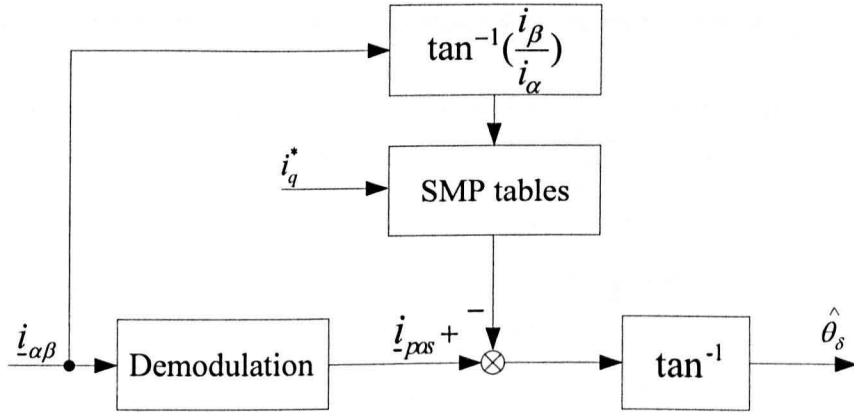 tan⁻¹(i_β/i_α)
i_q^*
SMP tables
−
i_αβ
Demodulation
i_pos +
tan⁻¹
θ̂_δ